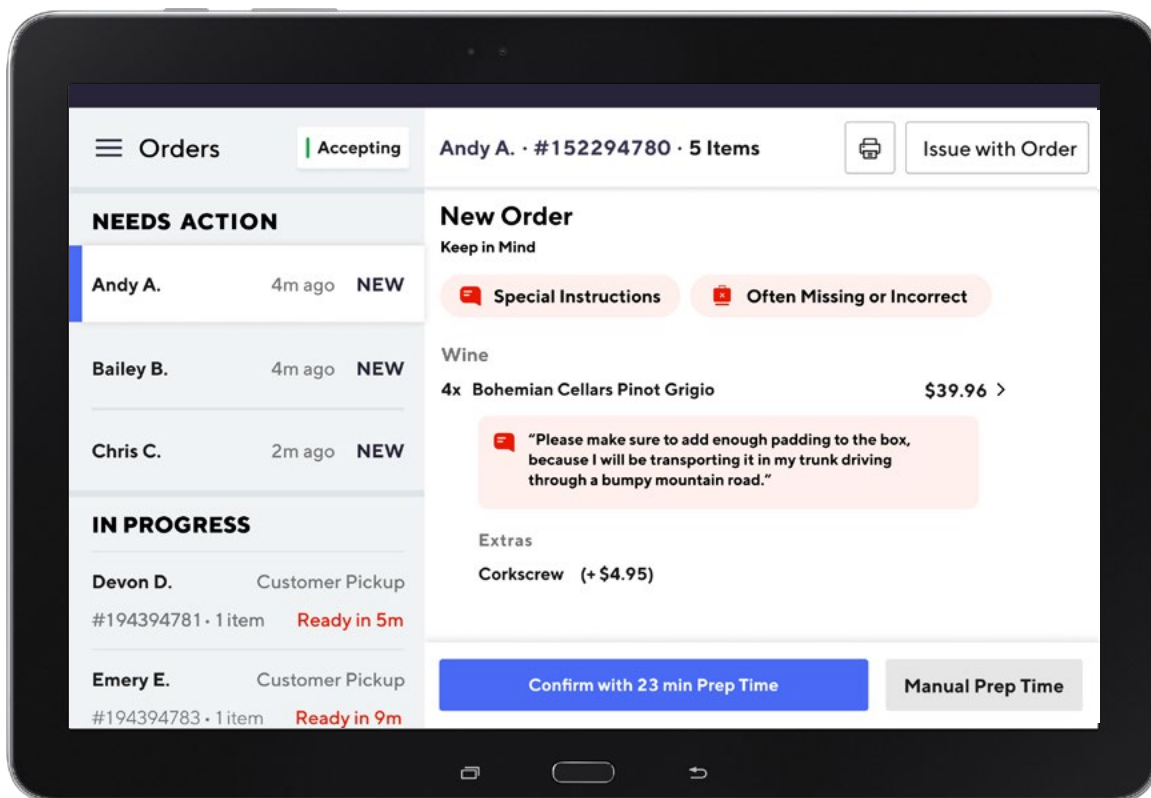 Orders
Accepting
NEEDS ACTION
Andy A. 4m ago NEW
Bailey B. 4m ago NEW
Chris C. 2m ago NEW
IN PROGRESS
Devon D. Customer Pickup
#194394781 · 1 item Ready in 5m
Emery E. Customer Pickup
#194394783 · 1 item Ready in 9m
Andy A. · #152294780 · 5 Items
Issue with Order
New Order
Keep in Mind
Special Instructions
Often Missing or Incorrect
Wine
4x Bohemian Cellars Pinot Grigio $39.96 >
“Please make sure to add enough padding to the box,
because I will be transporting it in my trunk driving
through a bumpy mountain road.”
Extras
Corkscrew (+ $4.95)
Confirm with 23 min Prep Time
Manual Prep Time